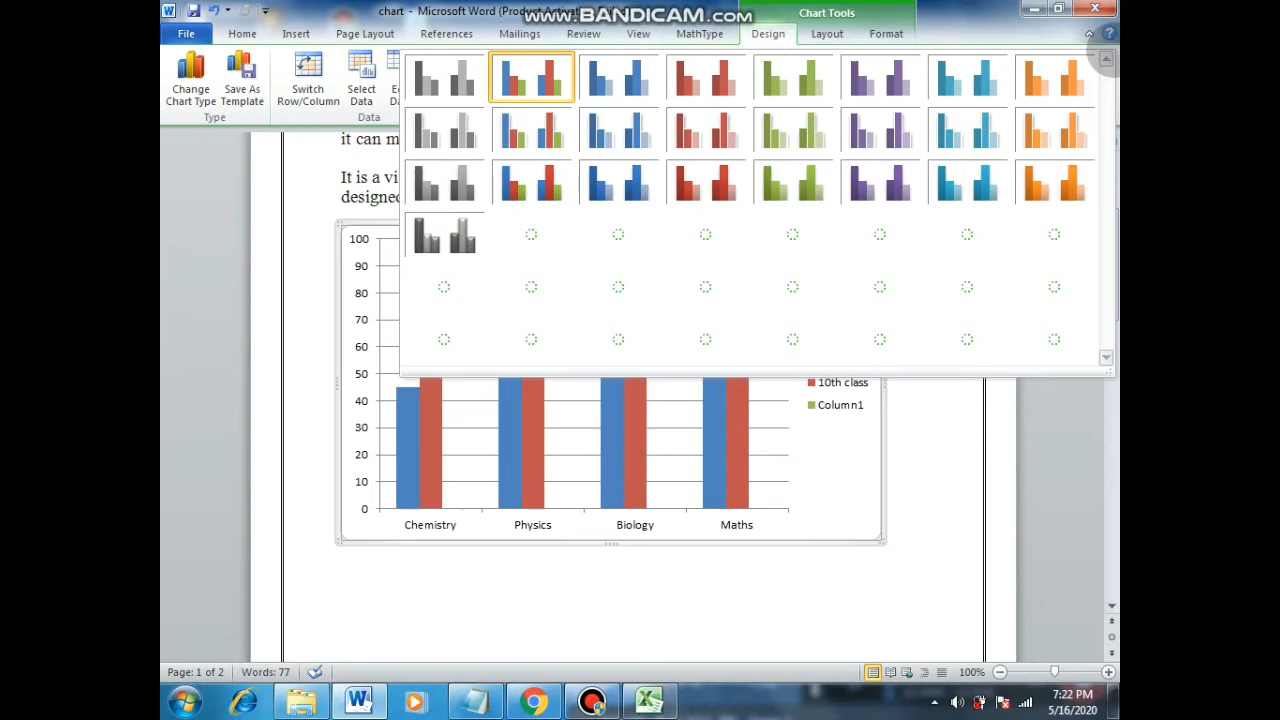 chart - Microsoft Word (Product Activ
www.BANDICAM.com
Chart Tools
File Home Insert Page Layout References Mailings Review View MathType Design Layout Format
Change Chart Type
Save As Template
Switch Row/Column
Select Data
Type
Data
it can m
It is a vi
designed
100
90
80
70
60
50
40
30
20
10
0
10th class
Column1
Chemistry Physics Biology Maths
Page: 1 of 2 Words: 77 100%
7:22 PM
5/16/2020